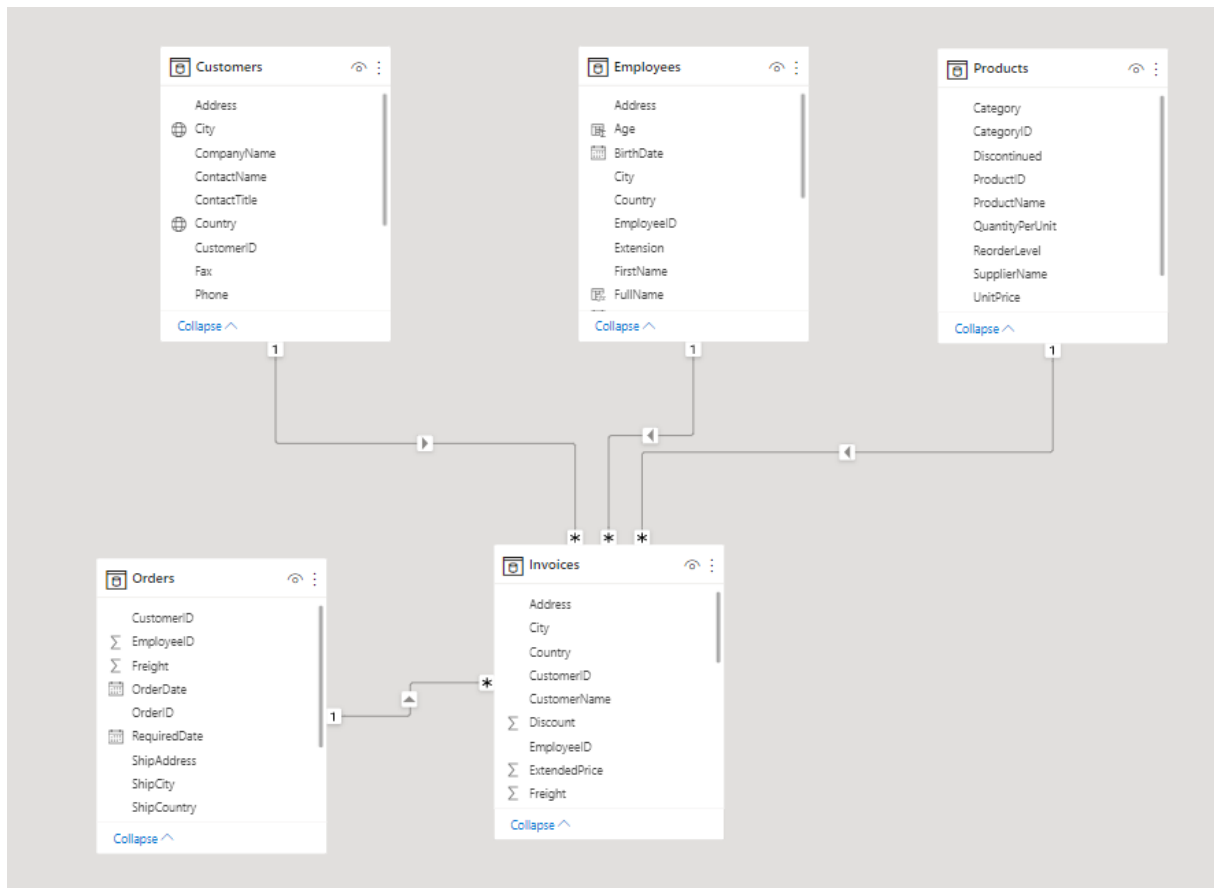 Customers
Address
City
CompanyName
ContactName
ContactTitle
Country
CustomerID
Fax
Phone
Collapse
Employees
Address
Age
BirthDate
City
Country
EmployeeID
Extension
FirstName
FullName
Collapse
Products
Category
CategoryID
Discontinued
ProductID
ProductName
QuantityPerUnit
ReorderLevel
SupplierName
UnitPrice
Collapse
1
1
1
*
*
*
Orders
CustomerID
EmployeeID
Freight
OrderDate
OrderID
RequiredDate
ShipAddress
ShipCity
ShipCountry
Collapse
1
*
Invoices
Address
City
Country
CustomerID
CustomerName
Discount
EmployeeID
ExtendedPrice
Freight
Collapse